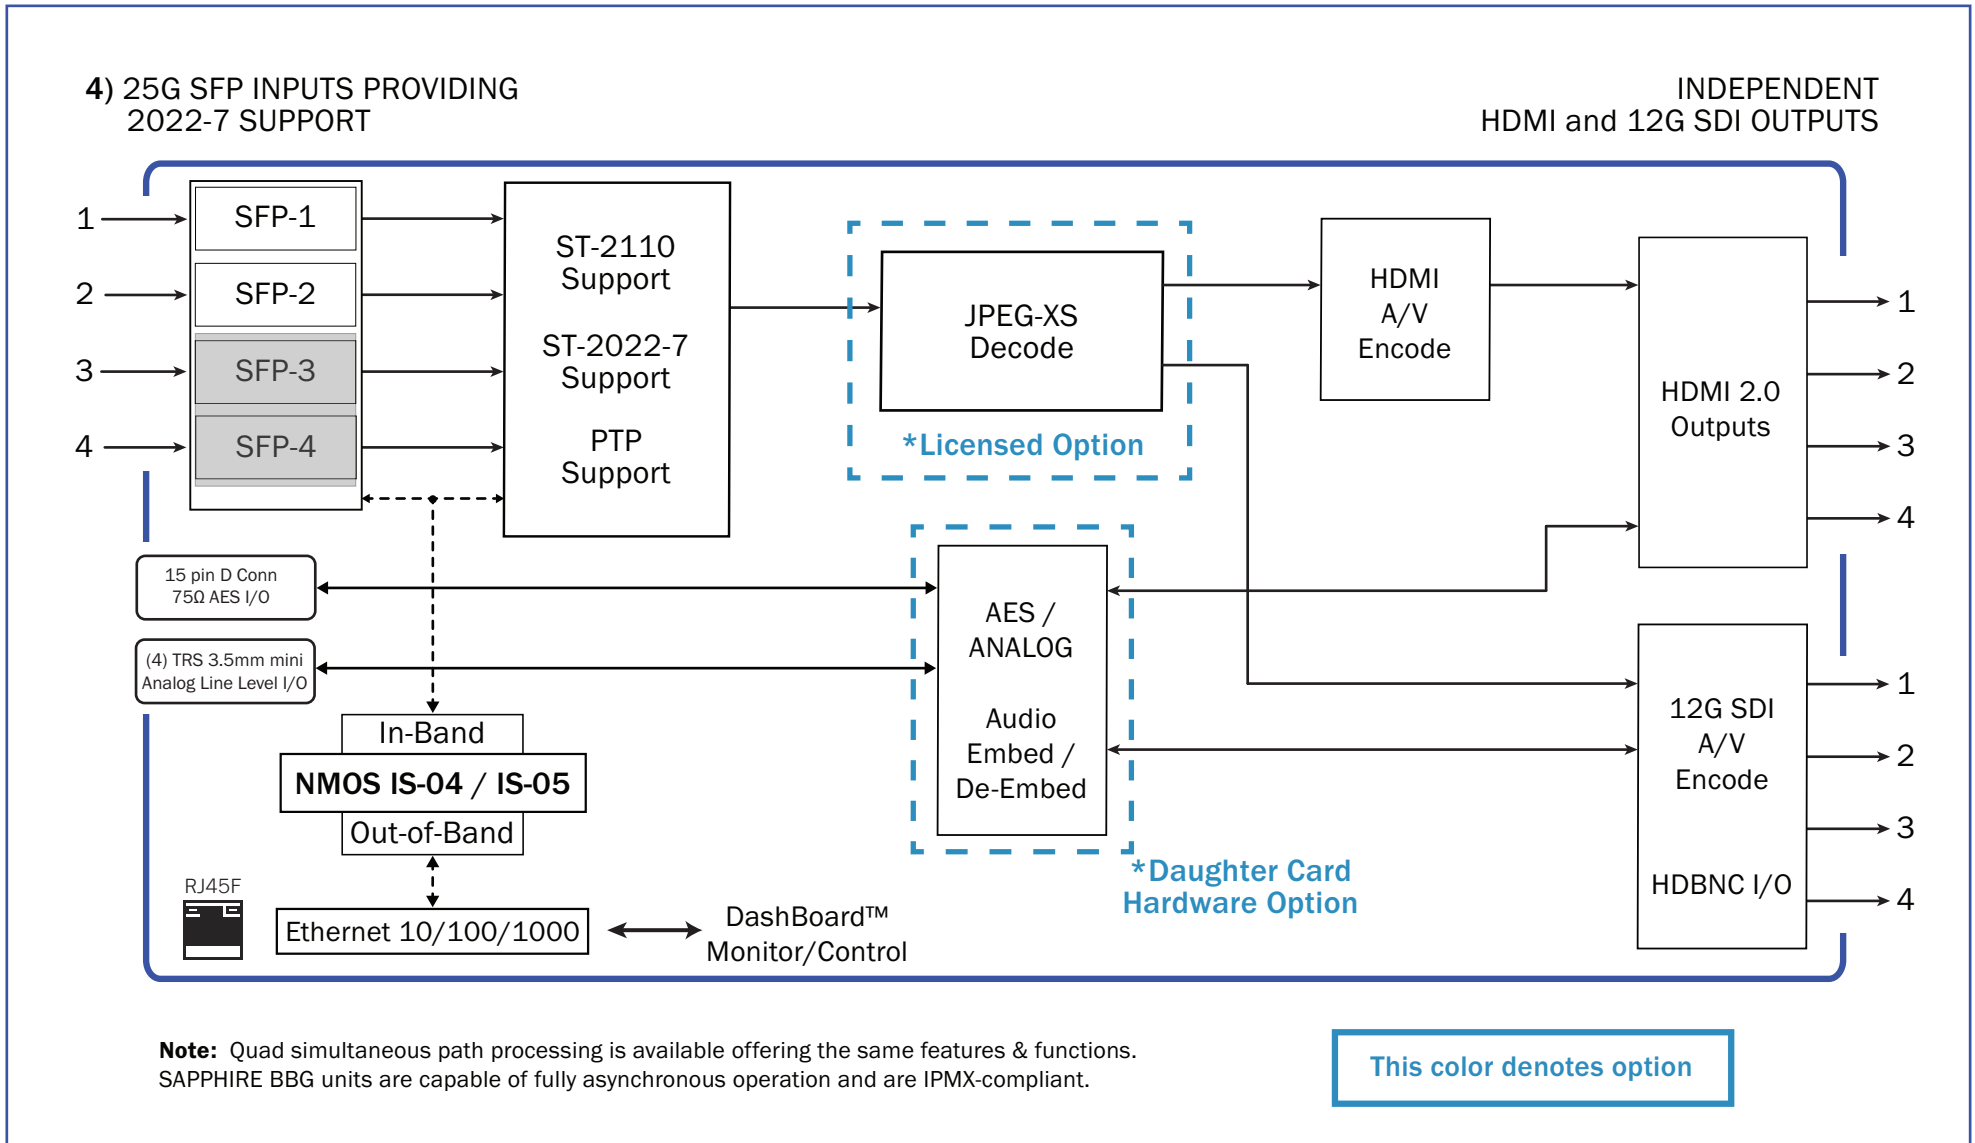 4) 25G SFP INPUTS PROVIDING
2022-7 SUPPORT
INDEPENDENT
HDMI and 12G SDI OUTPUTS
1
2
3
4
SFP-1
SFP-2
SFP-3
SFP-4
ST-2110
Support
ST-2022-7
Support
PTP
Support
JPEG-XS
Decode
*Licensed Option
HDMI
A/V
Encode
HDMI 2.0
Outputs
1
2
3
4
15 pin D Conn
75Ω AES I/O
(4) TRS 3.5mm mini
Analog Line Level I/O
AES /
ANALOG
Audio
Embed /
De-Embed
*Daughter Card
Hardware Option
12G SDI
A/V
Encode
HDBNC I/O
1
2
3
4
In-Band
NMOS IS-04 / IS-05
Out-of-Band
RJ45F
Ethernet 10/100/1000
DashBoard™
Monitor/Control
Note: Quad simultaneous path processing is available offering the same features & functions.
SAPPHIRE BBG units are capable of fully asynchronous operation and are IPMX-compliant.
This color denotes option